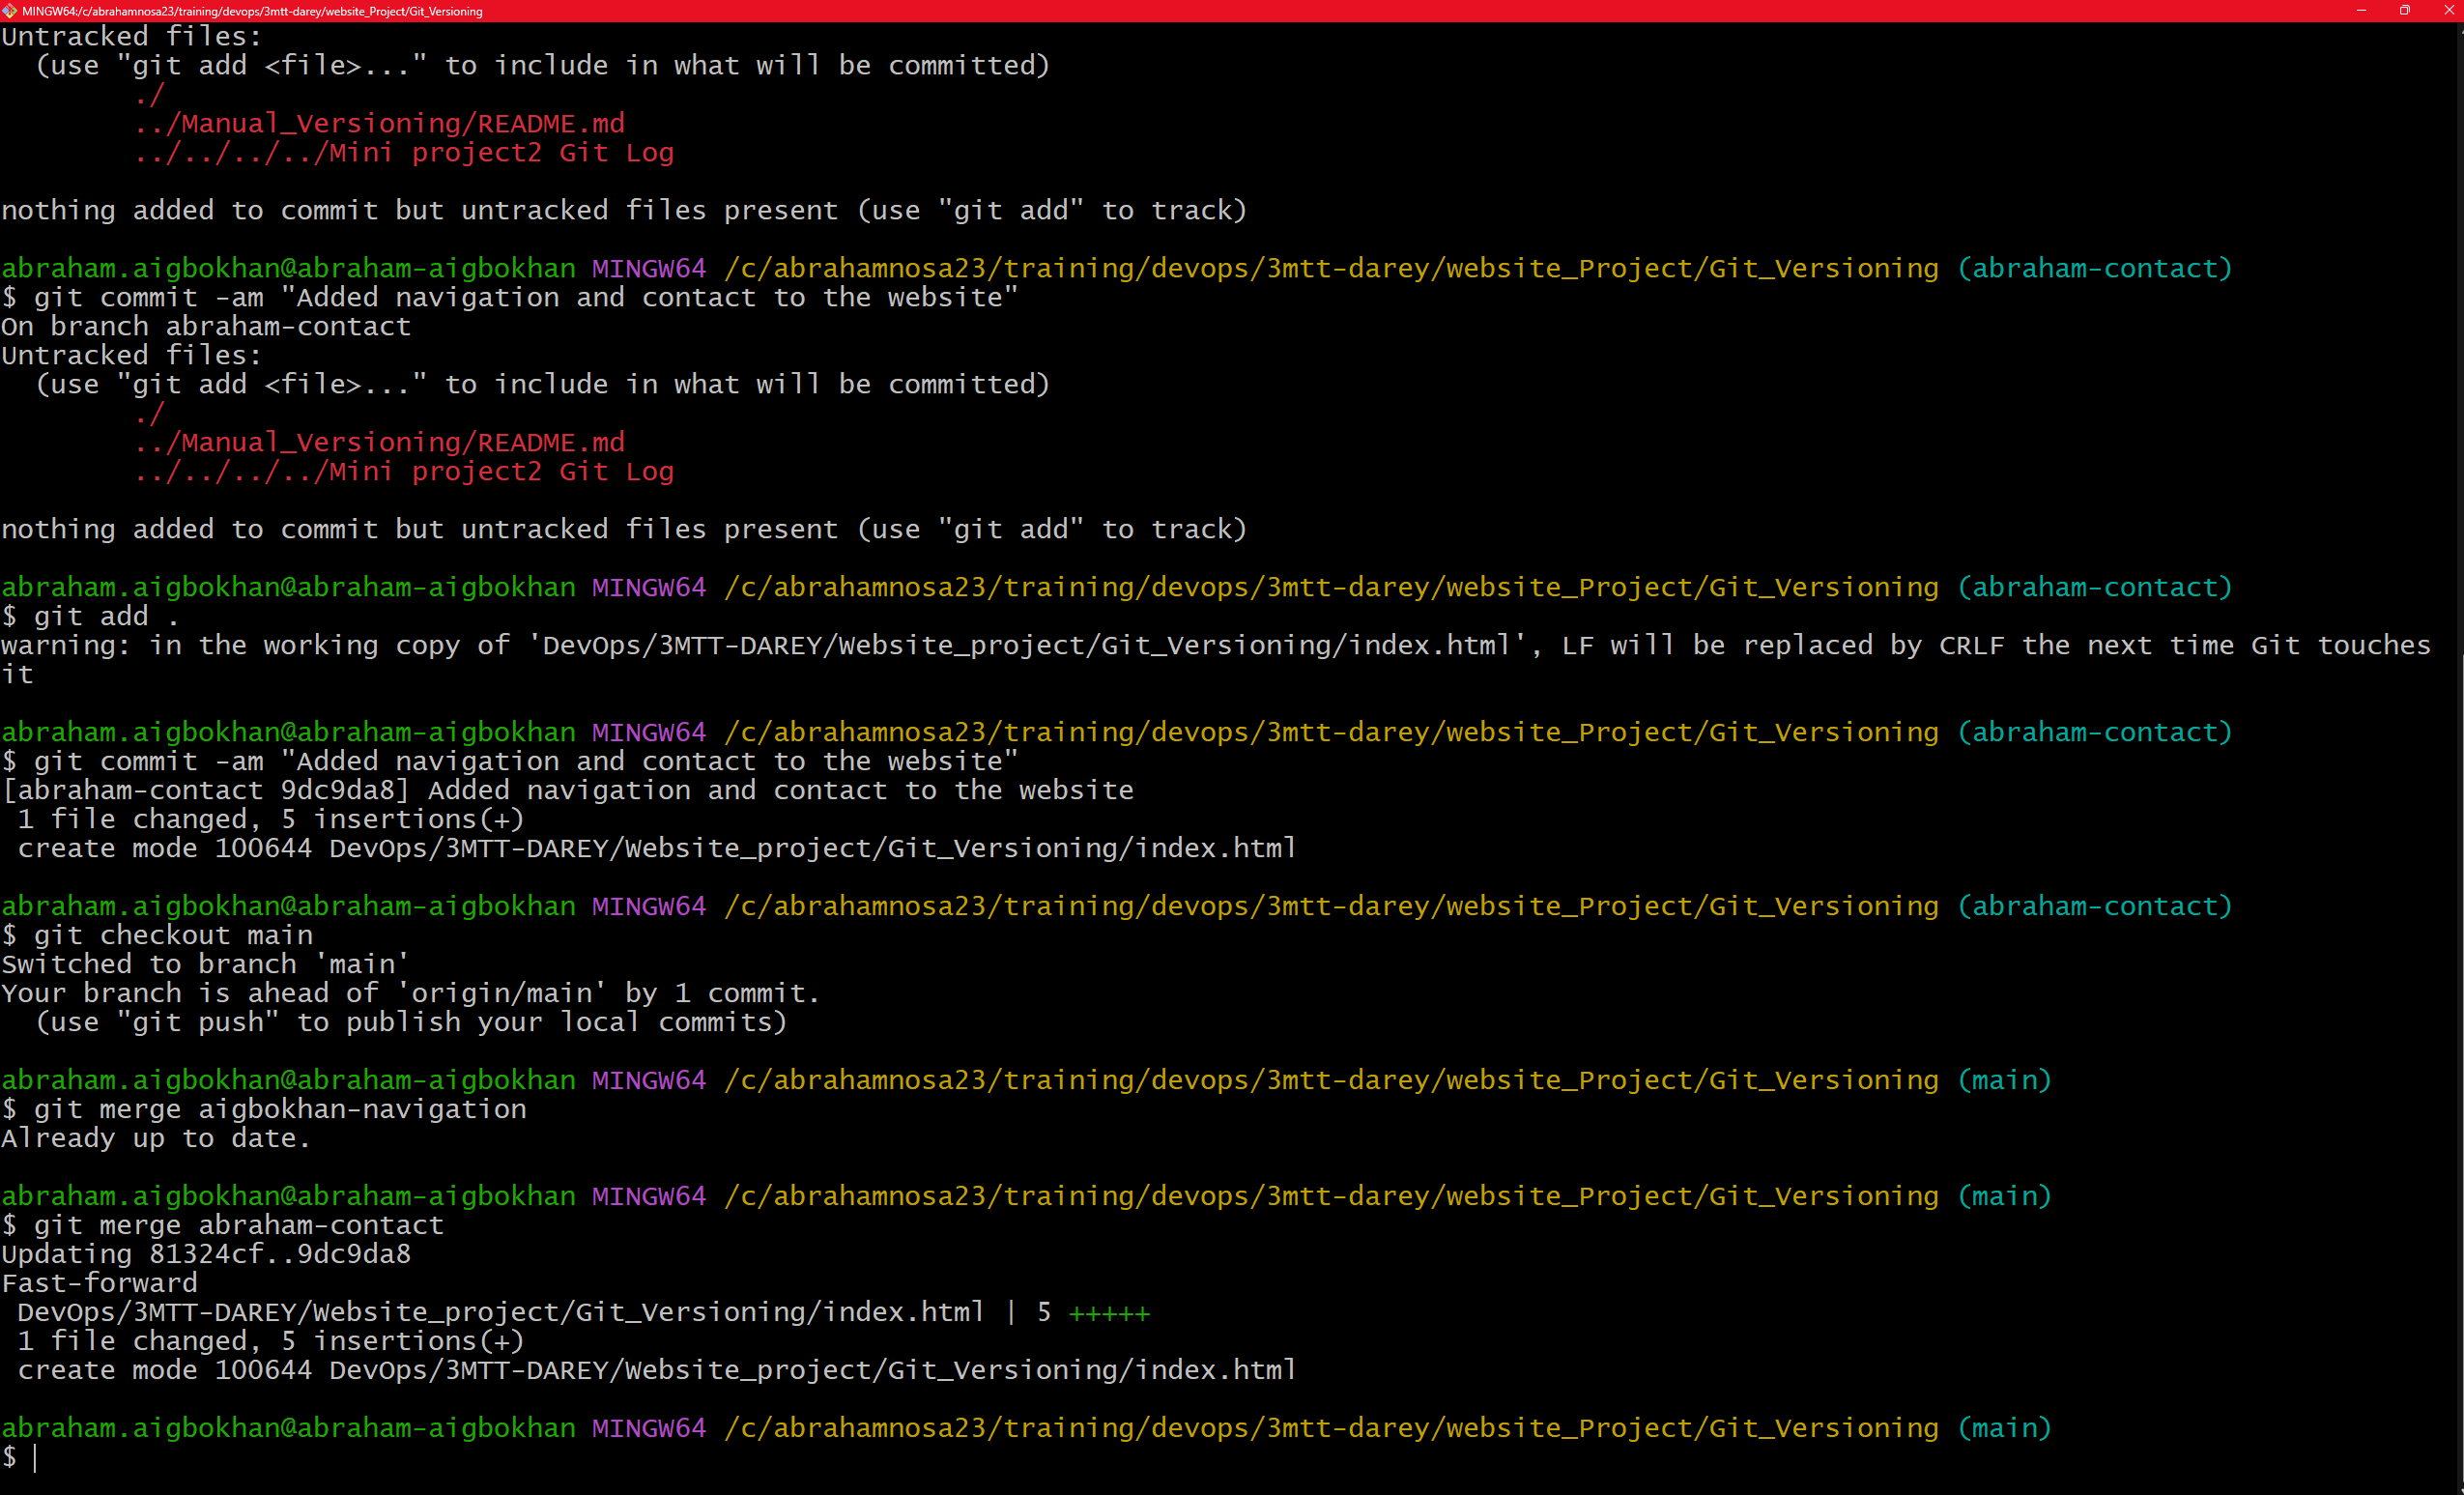 MINGW64:/c/abrahamnosa23/training/devops/3mtt-darey/website_Project/Git_Versioning
Untracked files:
  (use "git add <file>..." to include in what will be committed)
        ./
        ../Manual_Versioning/README.md
        ../../../../Mini project2 Git Log

nothing added to commit but untracked files present (use "git add" to track)

abraham.aigbokhan@abraham-aigbokhan MINGW64 /c/abrahamnosa23/training/devops/3mtt-darey/website_Project/Git_Versioning (abraham-contact)
$ git commit -am "Added navigation and contact to the website"
On branch abraham-contact
Untracked files:
  (use "git add <file>..." to include in what will be committed)
        ./
        ../Manual_Versioning/README.md
        ../../../../Mini project2 Git Log

nothing added to commit but untracked files present (use "git add" to track)

abraham.aigbokhan@abraham-aigbokhan MINGW64 /c/abrahamnosa23/training/devops/3mtt-darey/website_Project/Git_Versioning (abraham-contact)
$ git add .
warning: in the working copy of 'DevOps/3MTT-DAREY/Website_project/Git_Versioning/index.html', LF will be replaced by CRLF the next time Git touches
it

abraham.aigbokhan@abraham-aigbokhan MINGW64 /c/abrahamnosa23/training/devops/3mtt-darey/website_Project/Git_Versioning (abraham-contact)
$ git commit -am "Added navigation and contact to the website"
[abraham-contact 9dc9da8] Added navigation and contact to the website
 1 file changed, 5 insertions(+)
 create mode 100644 DevOps/3MTT-DAREY/Website_project/Git_Versioning/index.html

abraham.aigbokhan@abraham-aigbokhan MINGW64 /c/abrahamnosa23/training/devops/3mtt-darey/website_Project/Git_Versioning (abraham-contact)
$ git checkout main
Switched to branch 'main'
Your branch is ahead of 'origin/main' by 1 commit.
  (use "git push" to publish your local commits)

abraham.aigbokhan@abraham-aigbokhan MINGW64 /c/abrahamnosa23/training/devops/3mtt-darey/website_Project/Git_Versioning (main)
$ git merge aigbokhan-navigation
Already up to date.

abraham.aigbokhan@abraham-aigbokhan MINGW64 /c/abrahamnosa23/training/devops/3mtt-darey/website_Project/Git_Versioning (main)
$ git merge abraham-contact
Updating 81324cf..9dc9da8
Fast-forward
 DevOps/3MTT-DAREY/Website_project/Git_Versioning/index.html | 5 +++++
 1 file changed, 5 insertions(+)
 create mode 100644 DevOps/3MTT-DAREY/Website_project/Git_Versioning/index.html

abraham.aigbokhan@abraham-aigbokhan MINGW64 /c/abrahamnosa23/training/devops/3mtt-darey/website_Project/Git_Versioning (main)
$